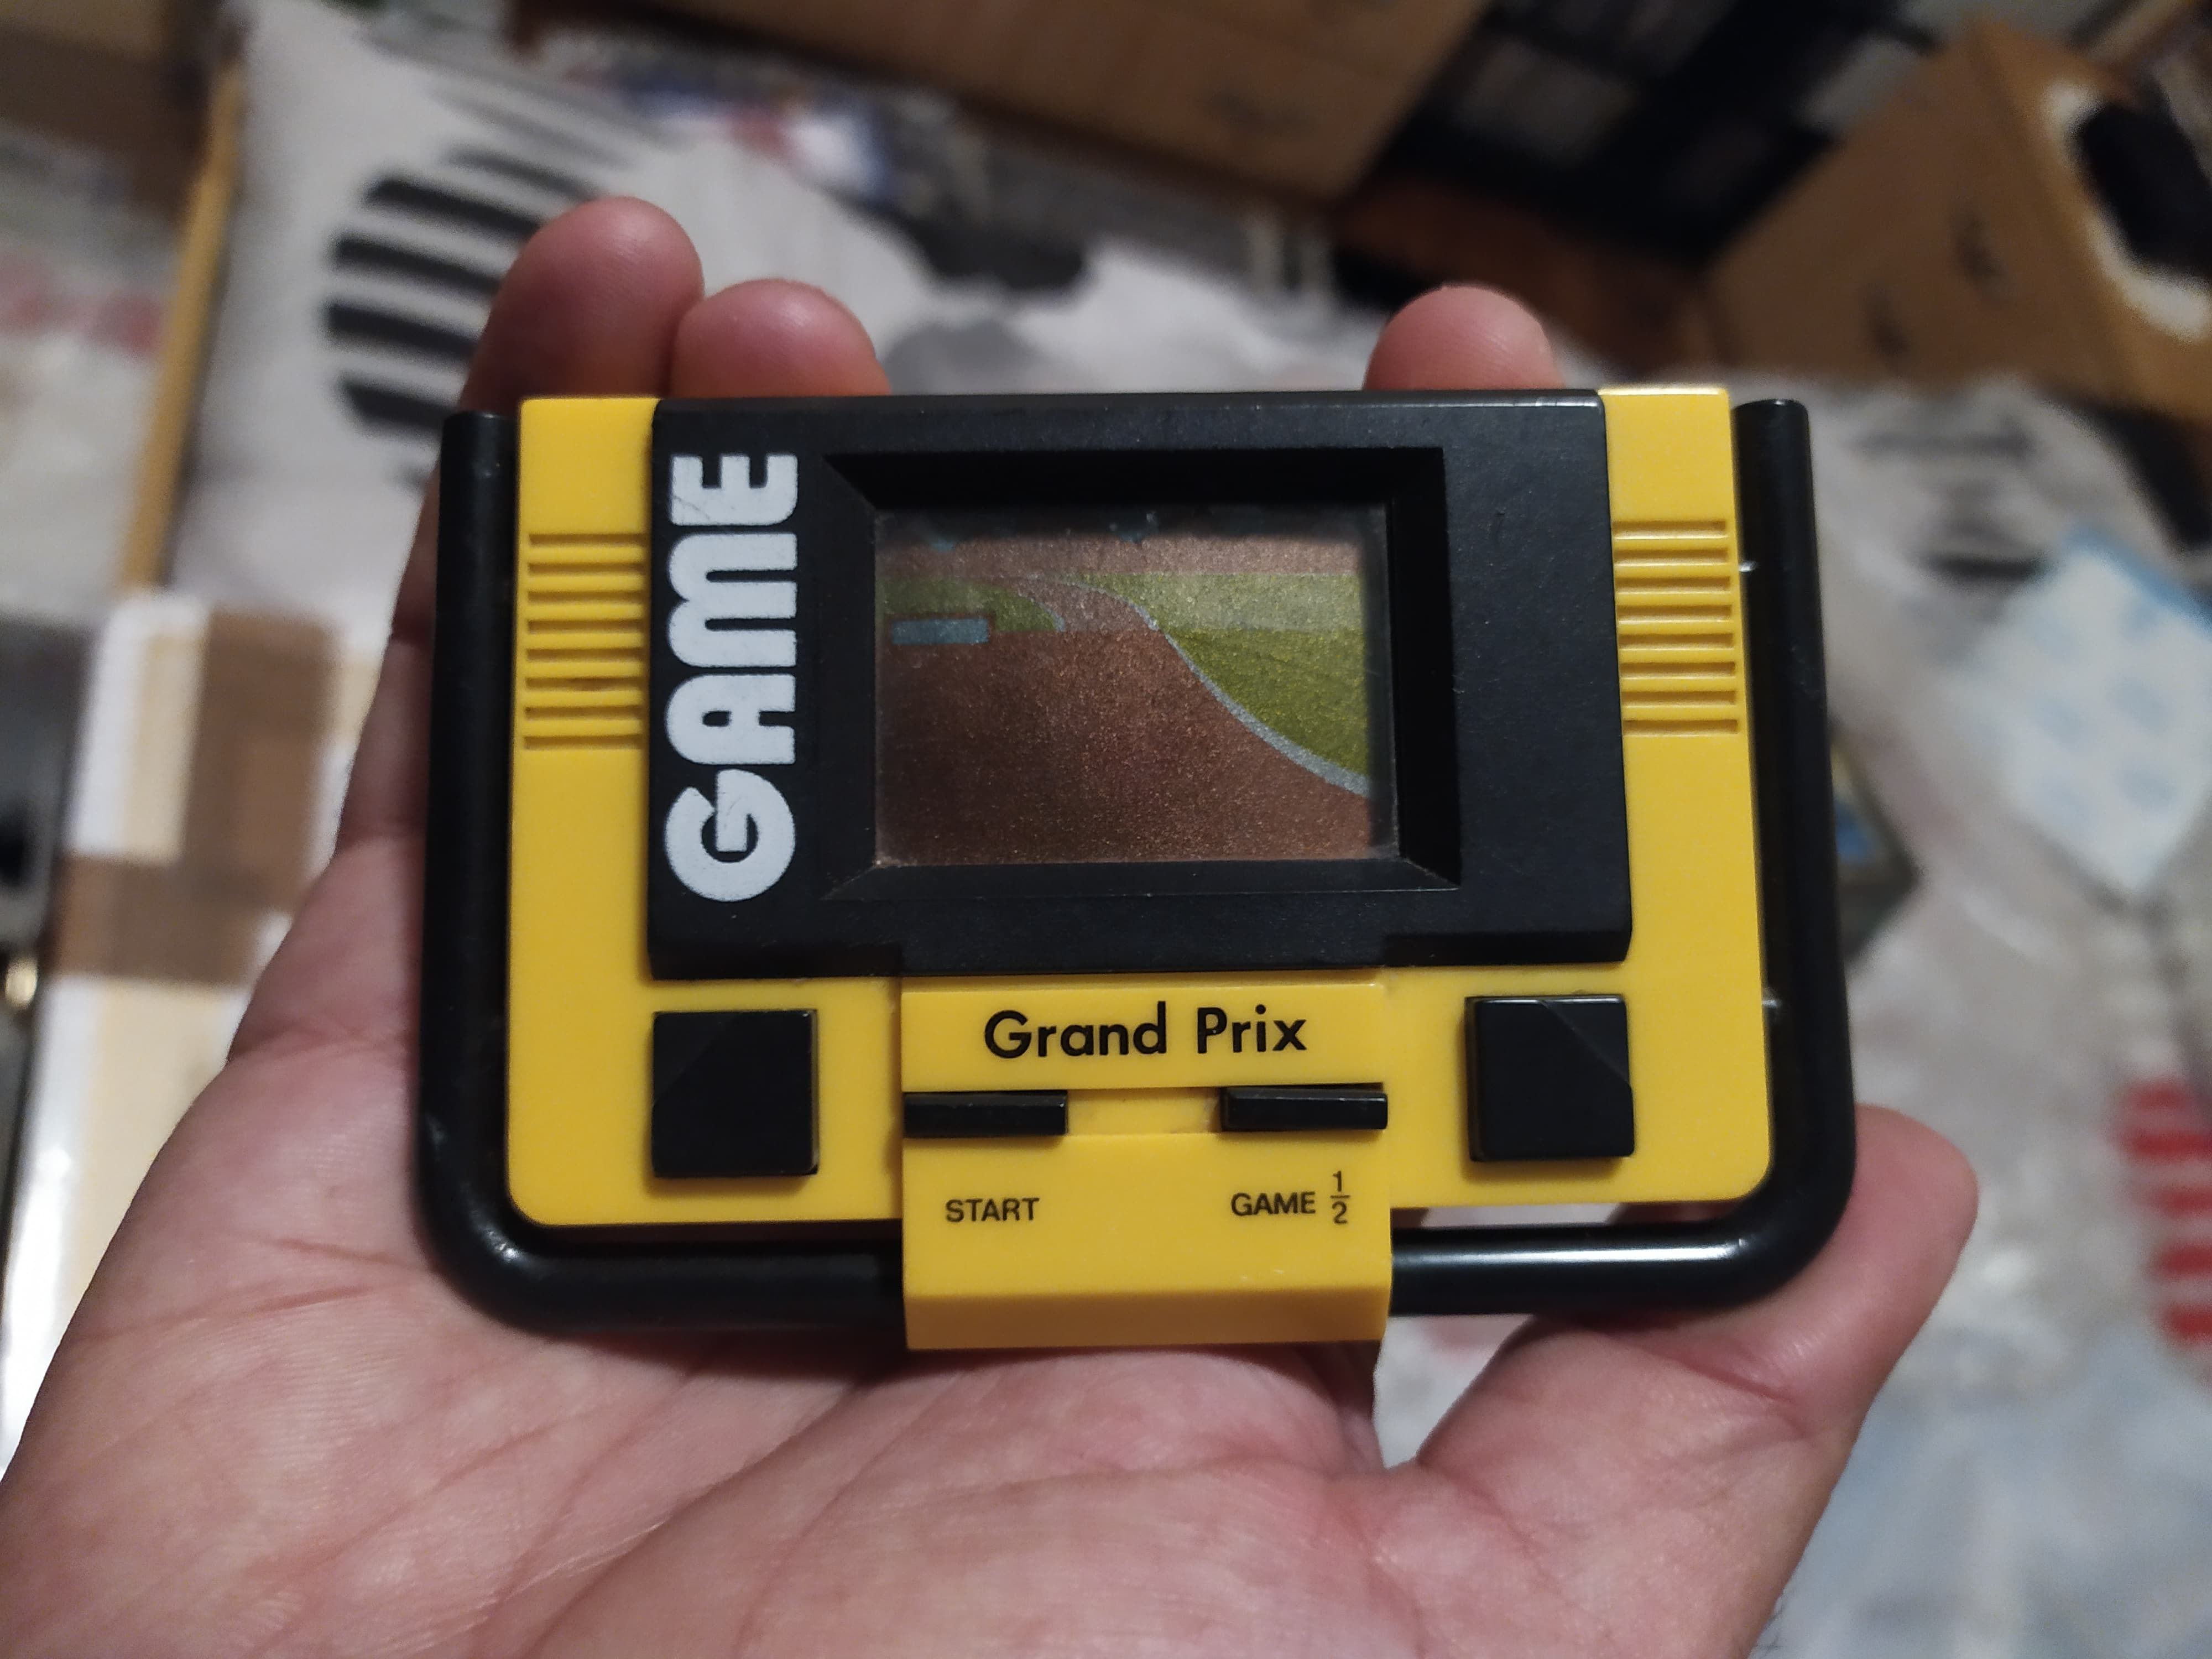 GAME
Grand Prix
START
GAME 1/2